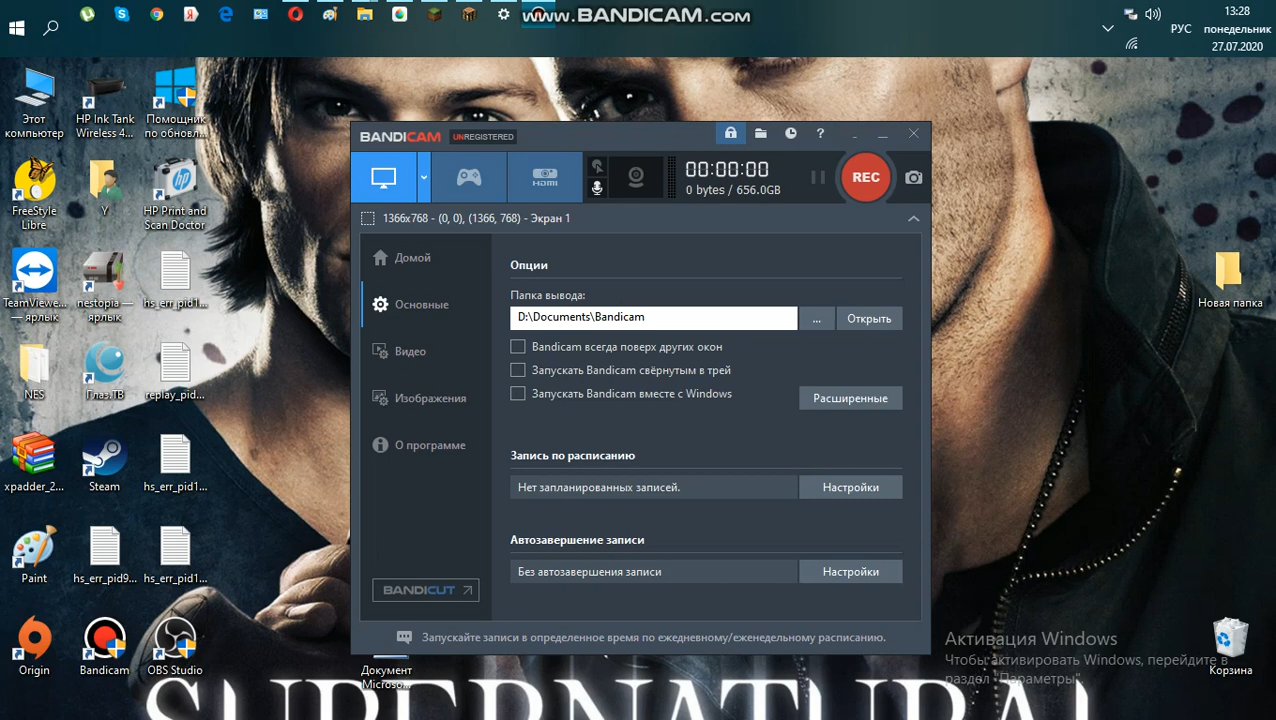 www.BANDICAM.com
13:28
РУС
понедельник
27.07.2020
Этот
компьютер
HP Ink Tank
Wireless 4...
Помощник
по обновл...
FreeStyle
Libre
Y
HP Print and
Scan Doctor
TeamViewe...
— ярлык
nestopia —
ярлык
hs_err_pid1...
NES
Глаз.ТВ
replay_pid...
xpadder_2...
Steam
hs_err_pid1...
Paint
hs_err_pid9...
hs_err_pid1...
Origin
Bandicam
OBS Studio
BANDICAM UNREGISTERED
HDMI
00:00:00
0 bytes / 656.0GB
REC
1366x768 - (0, 0), (1366, 768) - Экран 1
Домой
Основные
Видео
Изображения
О программе
BANDICUT
Опции
Папка вывода:
D:\Documents\Bandicam
...
Открыть
Bandicam всегда поверх других окон
Запускать Bandicam свёрнутым в трей
Запускать Bandicam вместе с Windows
Расширенные
Запись по расписанию
Нет запланированных записей.
Настройки
Автозавершение записи
Без автозавершения записи
Настройки
Запускайте записи в определенное время по ежедневному/еженедельному расписанию.
Документ
Microso...
Новая папка
Активация Windows
Чтобы активировать Windows, перейдите в
раздел "Параметры".
Корзина
SUPERNATURAL